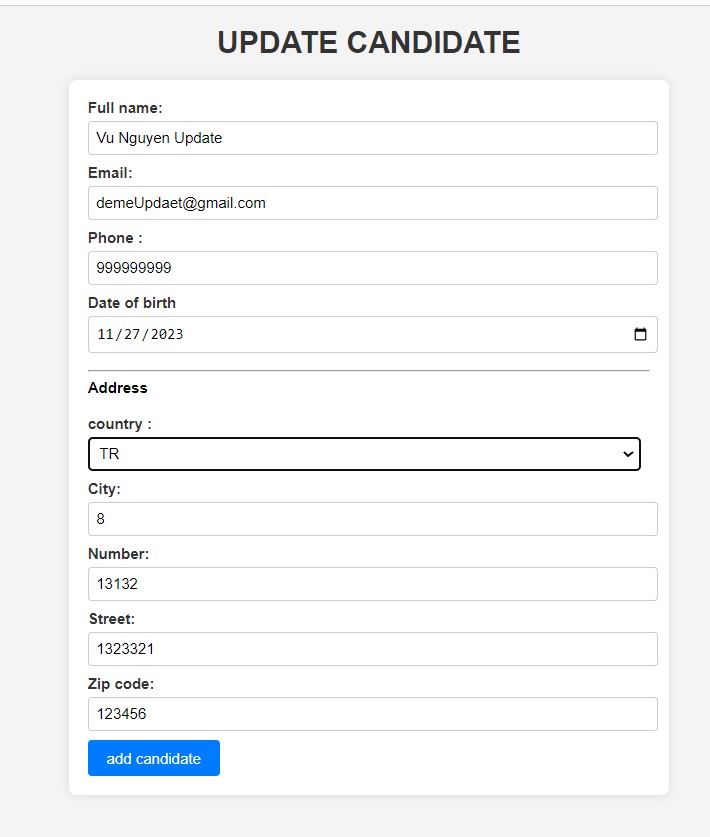 UPDATE CANDIDATE
Full name:
Vu Nguyen Update
Email:
demeUpdaet@gmail.com
Phone :
999999999
Date of birth
11/27/2023
Address
country :
TR
City:
8
Number:
13132
Street:
1323321
Zip code:
123456
add candidate